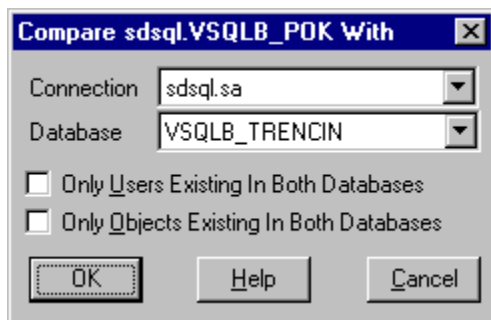 Compare sdsql.VSQLB_POK With
Connection sdsql.sa
Database VSQLB_TRENCIN
Only Users Existing In Both Databases
Only Objects Existing In Both Databases
OK Help Cancel